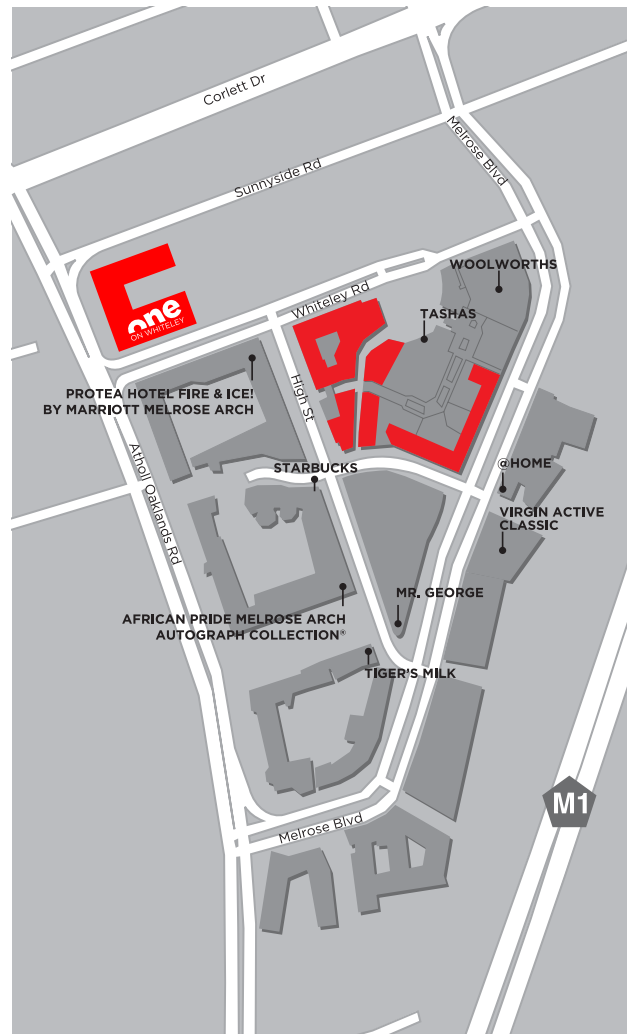 Corlett Dr
Melrose Blvd
Sunnyside Rd
WOOLWORTHS
one
ON WHITELEY
Whiteley Rd
TASHAS
PROTEA HOTEL FIRE & ICE!
BY MARRIOTT MELROSE ARCH
High St
STARBUCKS
@HOME
Atholl Oaklands Rd
VIRGIN ACTIVE
CLASSIC
MR. GEORGE
AFRICAN PRIDE MELROSE ARCH
AUTOGRAPH COLLECTION®
TIGER'S MILK
M1
Melrose Blvd